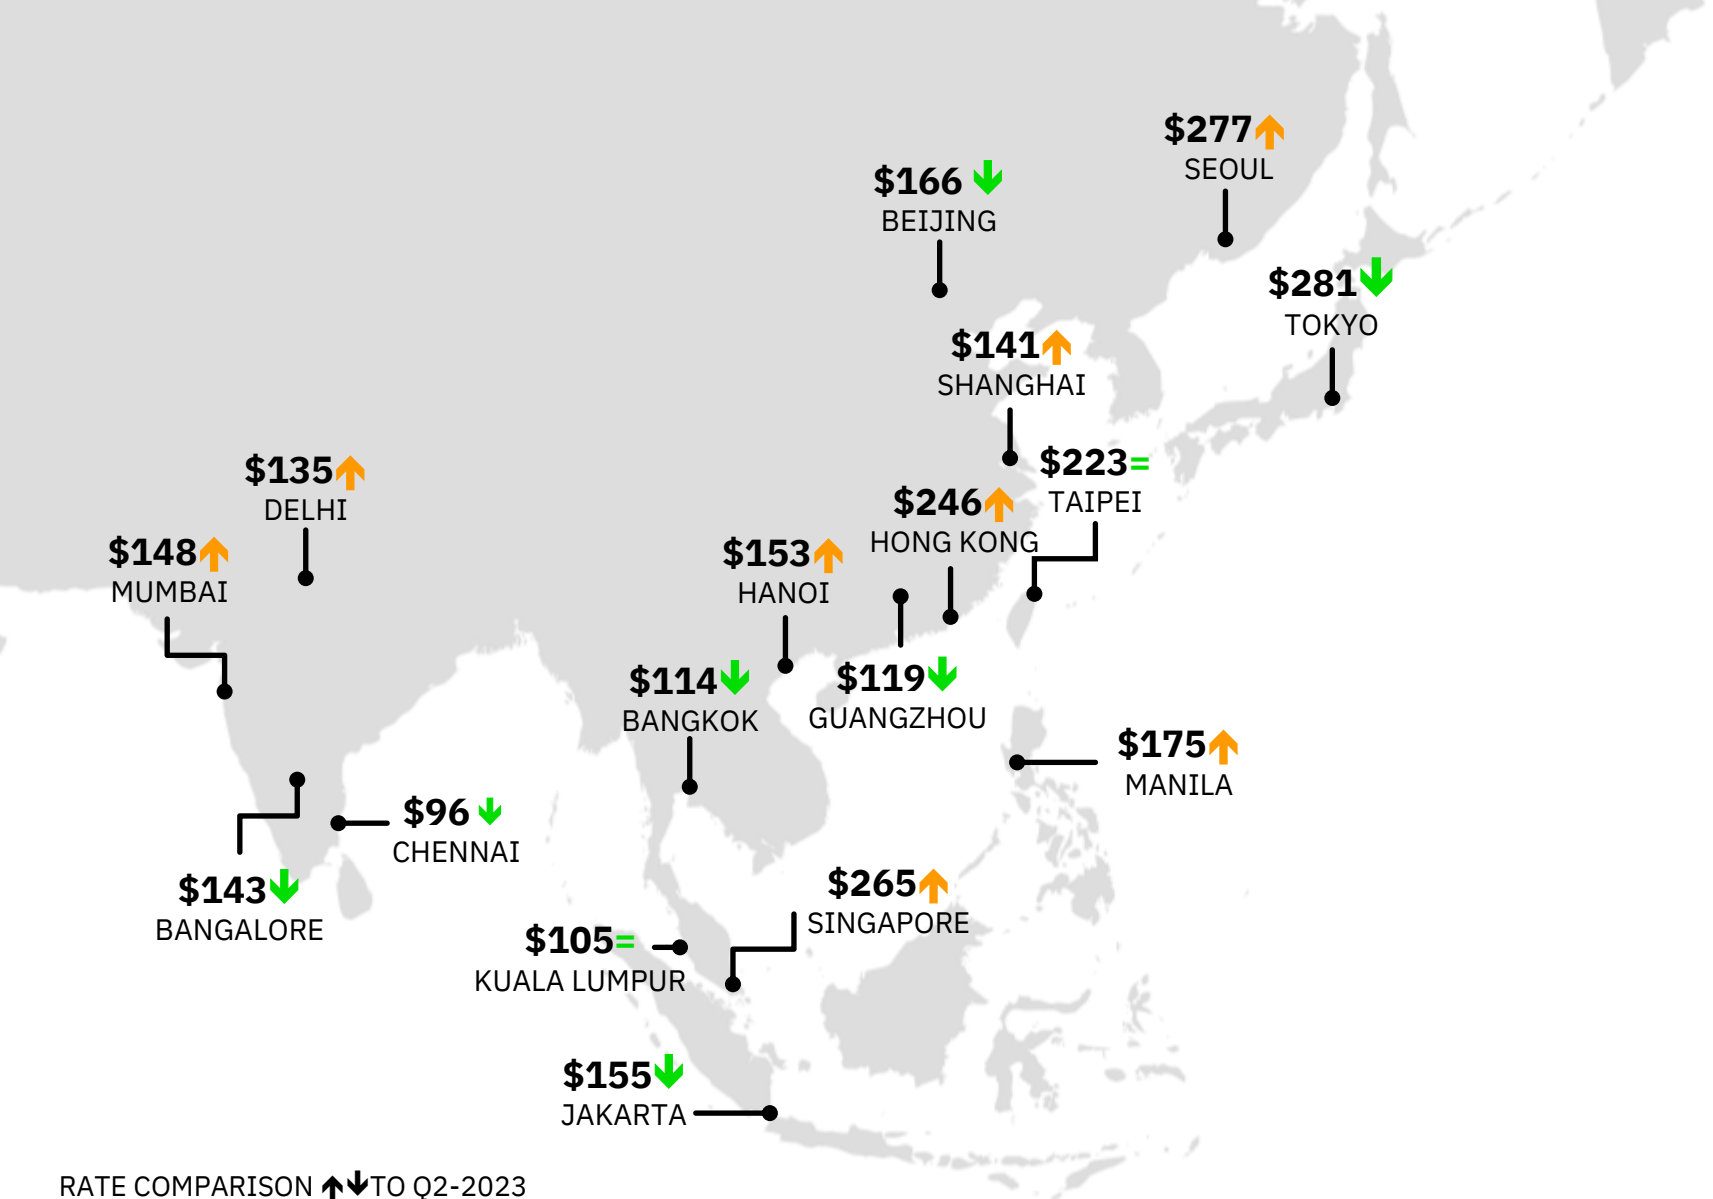 $277↑
SEOUL
$166 ↓
BEIJING
$281↓
TOKYO
$141↑
SHANGHAI
$223=
TAIPEI
$135↑
DELHI
$246↑
HONG KONG
$148↑
MUMBAI
$153↑
HANOI
$114↓
BANGKOK
$119↓
GUANGZHOU
$175↑
MANILA
$96 ↓
CHENNAI
$143↓
BANGALORE
$265↑
SINGAPORE
$105=
KUALA LUMPUR
$155↓
JAKARTA
RATE COMPARISON ↑↓TO Q2-2023